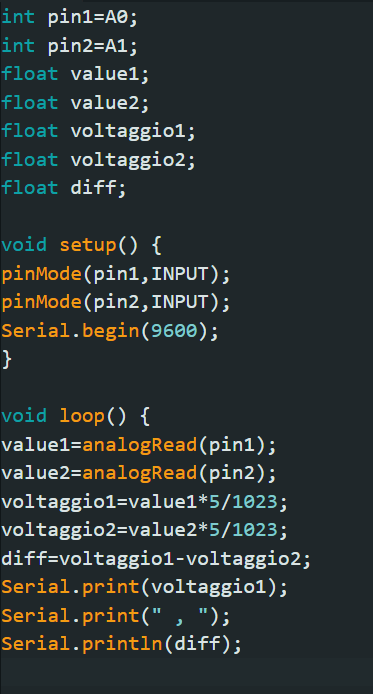 int pin1=A0;
int pin2=A1;
float value1;
float value2;
float voltaggio1;
float voltaggio2;
float diff;
void setup() {
pinMode(pin1,INPUT);
pinMode(pin2,INPUT);
Serial.begin(9600);
}
void loop() {
value1=analogRead(pin1);
value2=analogRead(pin2);
voltaggio1=value1*5/1023;
voltaggio2=value2*5/1023;
diff=voltaggio1-voltaggio2;
Serial.print(voltaggio1);
Serial.print(" , ");
Serial.println(diff);